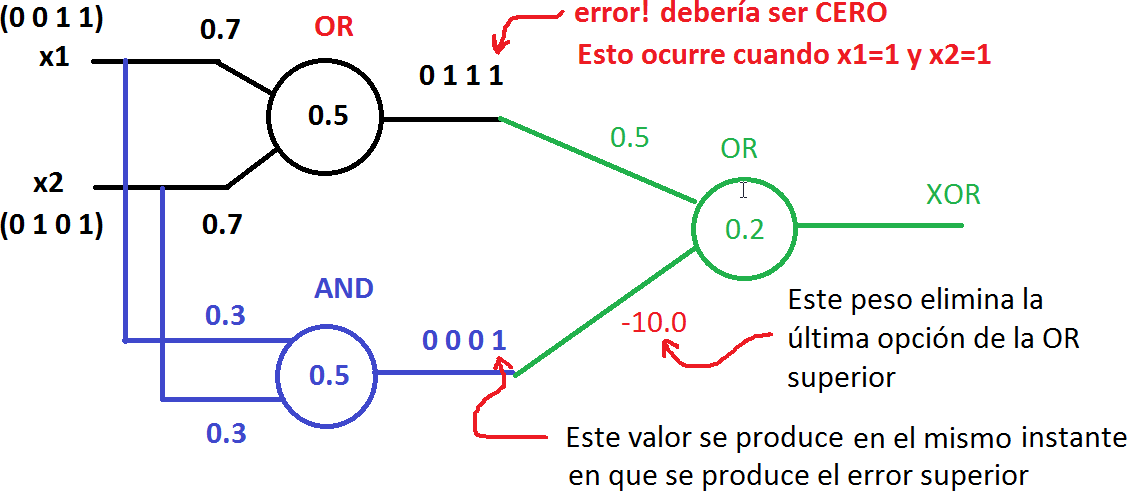 (0 0 1 1)
x1
0.7
OR
error! debería ser CERO
Esto ocurre cuando x1=1 y x2=1
0.5
0 1 1 1
x2
(0 1 0 1)
0.7
0.5
OR
0.2
XOR
AND
0.3
0.5
0.3
0 0 0 1
-10.0
Este peso elimina la
última opción de la OR
superior
Este valor se produce en el mismo instante
en que se produce el error superior